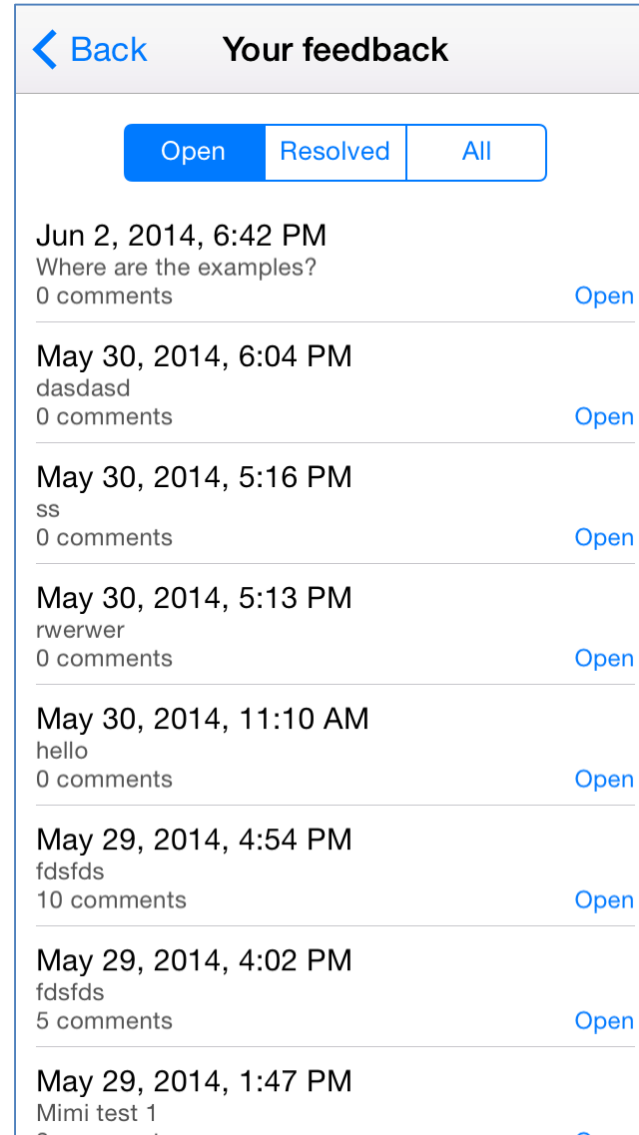 Back Your feedback
Open Resolved All
Jun 2, 2014, 6:42 PM
Where are the examples?
0 comments Open
May 30, 2014, 6:04 PM
dasdasd
0 comments Open
May 30, 2014, 5:16 PM
ss
0 comments Open
May 30, 2014, 5:13 PM
rwerwer
0 comments Open
May 30, 2014, 11:10 AM
hello
0 comments Open
May 29, 2014, 4:54 PM
fdsfds
10 comments Open
May 29, 2014, 4:02 PM
fdsfds
5 comments Open
May 29, 2014, 1:47 PM
Mimi test 1